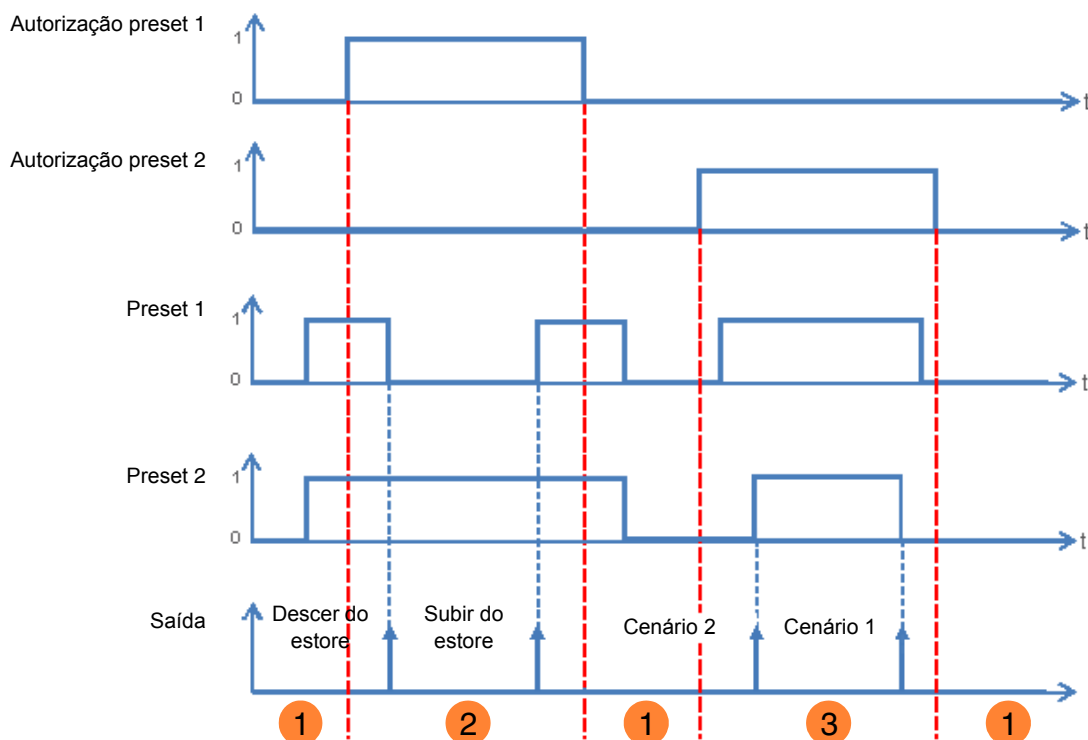 Autorização preset 1
1
0
t
Autorização preset 2
1
0
t
Preset 1
1
0
t
Preset 2
1
0
t
Saída
Descer do
estore
Subir do
estore
Cenário 2
Cenário 1
1
2
1
3
1